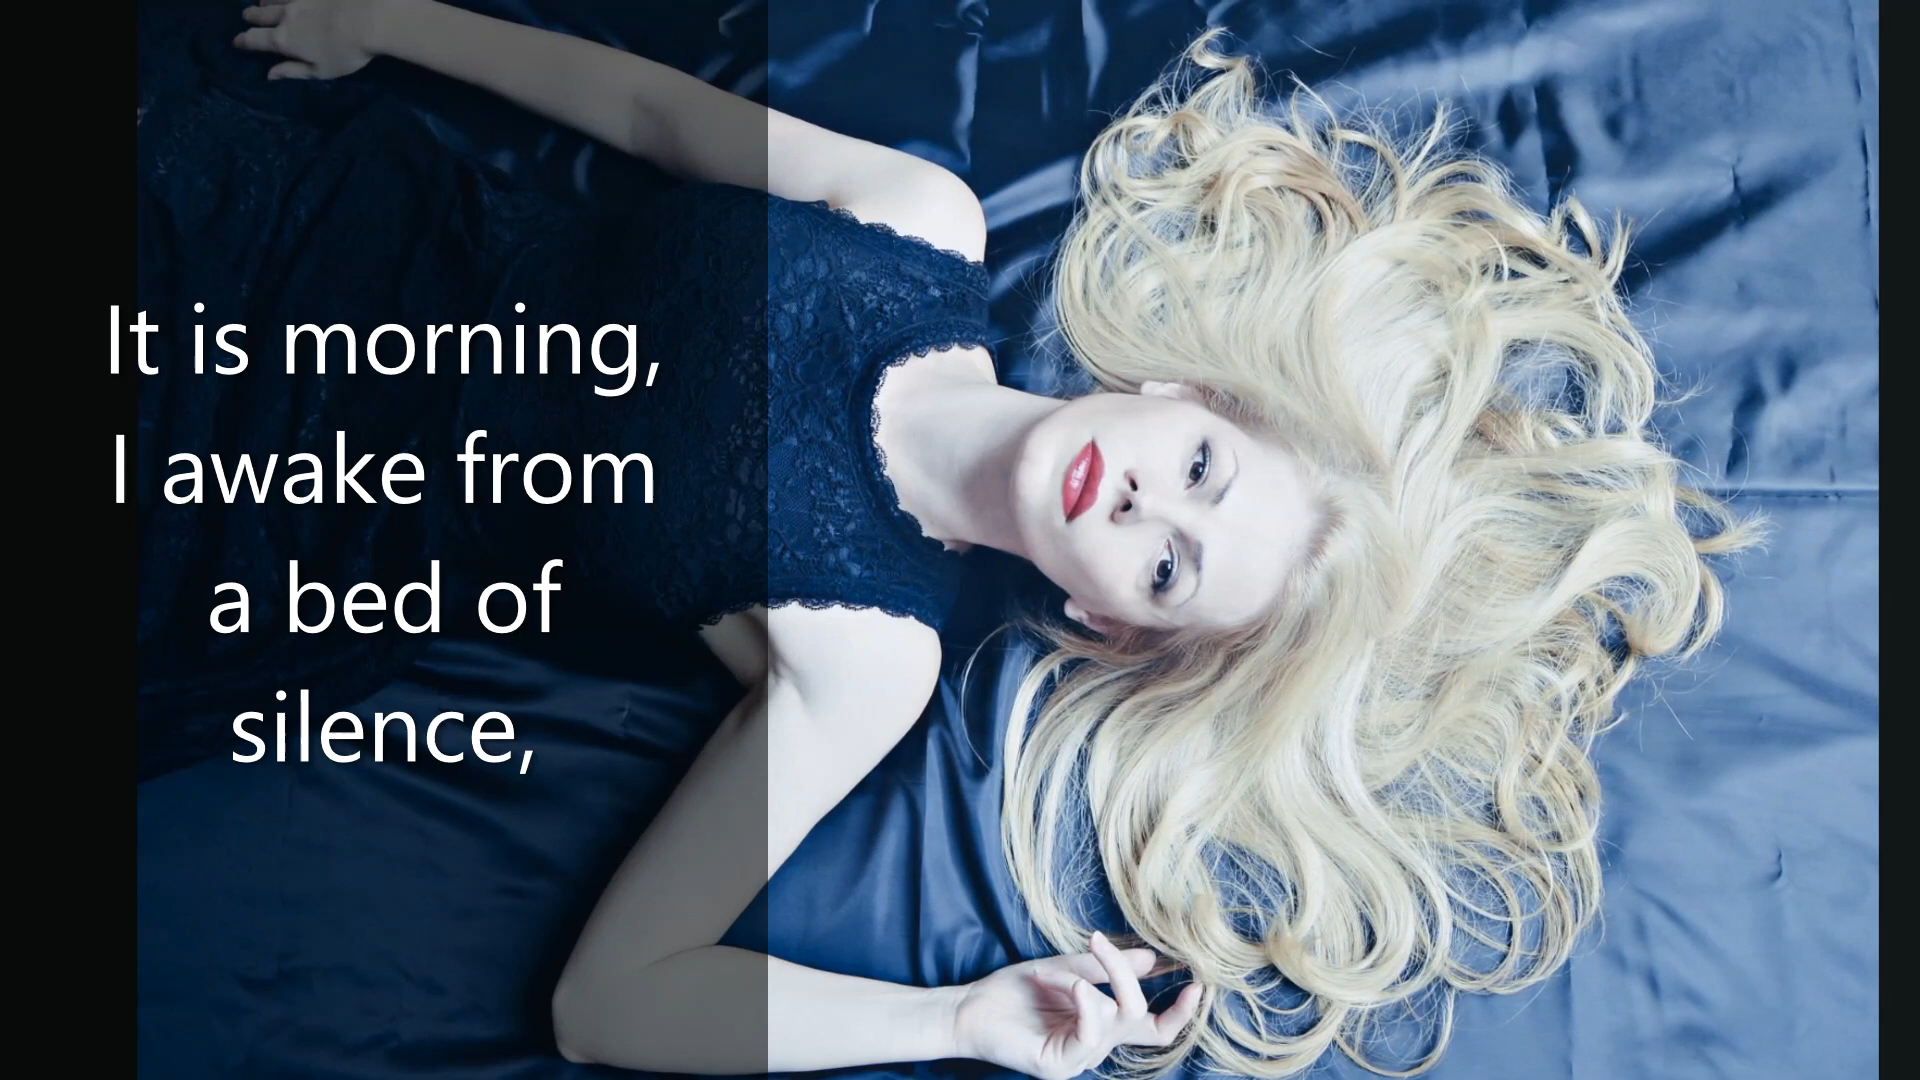 It is morning,
I awake from
a bed of
silence,